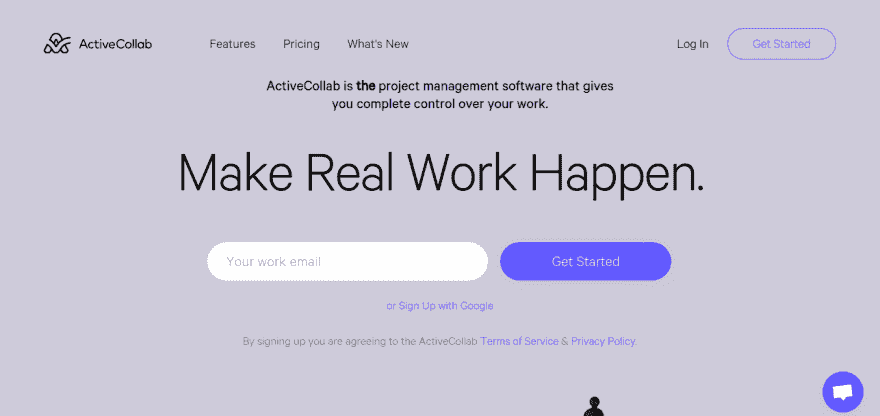 ActiveCollab
Features
Pricing
What's New
Log In
Get Started
ActiveCollab is the project management software that gives
you complete control over your work.
Make Real Work Happen.
Your work email
Get Started
or Sign Up with Google
By signing up you are agreeing to the ActiveCollab Terms of Service & Privacy Policy.